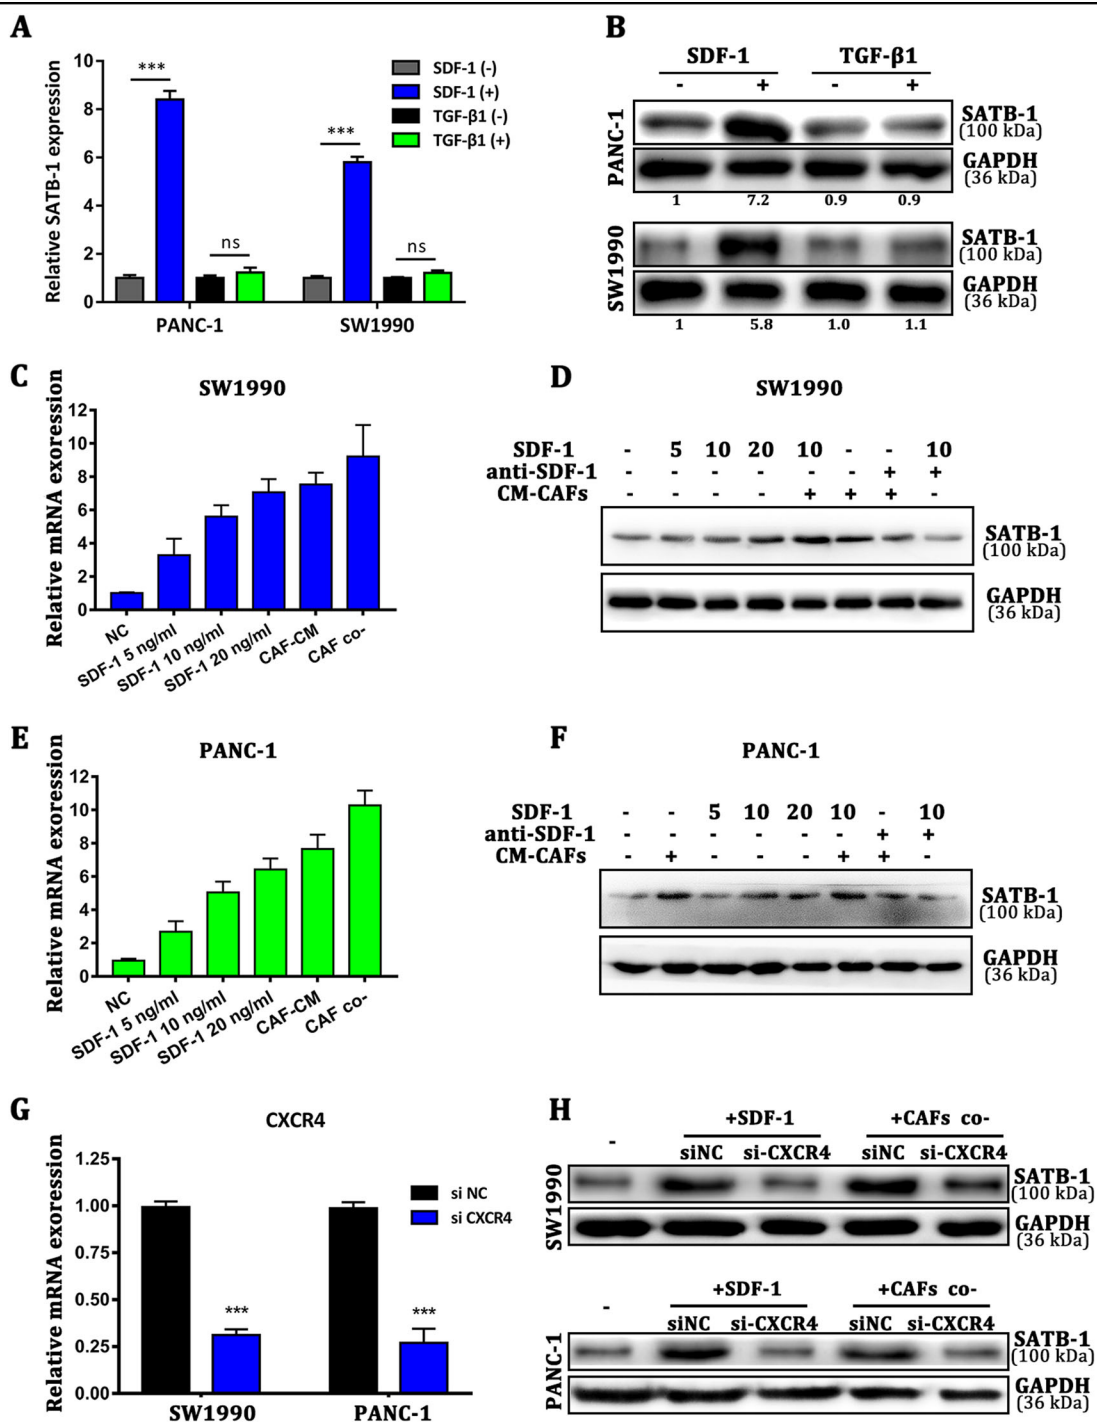 A
Relative SATB-1 expression
10
8
6
4
2
0
***
***
ns
ns
SDF-1 (-)
SDF-1 (+)
TGF-β1 (-)
TGF-β1 (+)
PANC-1 SW1990
B
SDF-1 TGF-β1
- + - +
PANC-1
SATB-1
(100 kDa)
GAPDH
(36 kDa)
1 7.2 0.9 0.9
SW1990
SATB-1
(100 kDa)
GAPDH
(36 kDa)
1 5.8 1.0 1.1
C
SW1990
Relative mRNA exoression
12
10
8
6
4
2
0
NC
SDF-1 5 ng/ml
SDF-1 10 ng/ml
SDF-1 20 ng/ml
CAF-CM
CAF co-
D
SW1990
SDF-1 - 5 10 20 10 - - 10
anti-SDF-1 - - - - - - + +
CM-CAFs - - - - + + + -
SATB-1
(100 kDa)
GAPDH
(36 kDa)
E
PANC-1
Relative mRNA exoression
12
10
8
6
4
2
0
NC
SDF-1 5 ng/ml
SDF-1 10 ng/ml
SDF-1 20 ng/ml
CAF-CM
CAF co-
F
PANC-1
SDF-1 - - 5 10 20 10 - 10
anti-SDF-1 - - - - - - + +
CM-CAFs - + - - - + + -
SATB-1
(100 kDa)
GAPDH
(36 kDa)
G
CXCR4
Relative mRNA expression
1.25
1.00
0.75
0.50
0.25
0.00
***
***
si NC
si CXCR4
SW1990 PANC-1
H
+SDF-1 +CAFs co-
- siNC si-CXCR4 siNC si-CXCR4
SW1990
SATB-1
(100 kDa)
GAPDH
(36 kDa)
+SDF-1 +CAFs co-
- siNC si-CXCR4 siNC si-CXCR4
PANC-1
SATB-1
(100 kDa)
GAPDH
(36 kDa)